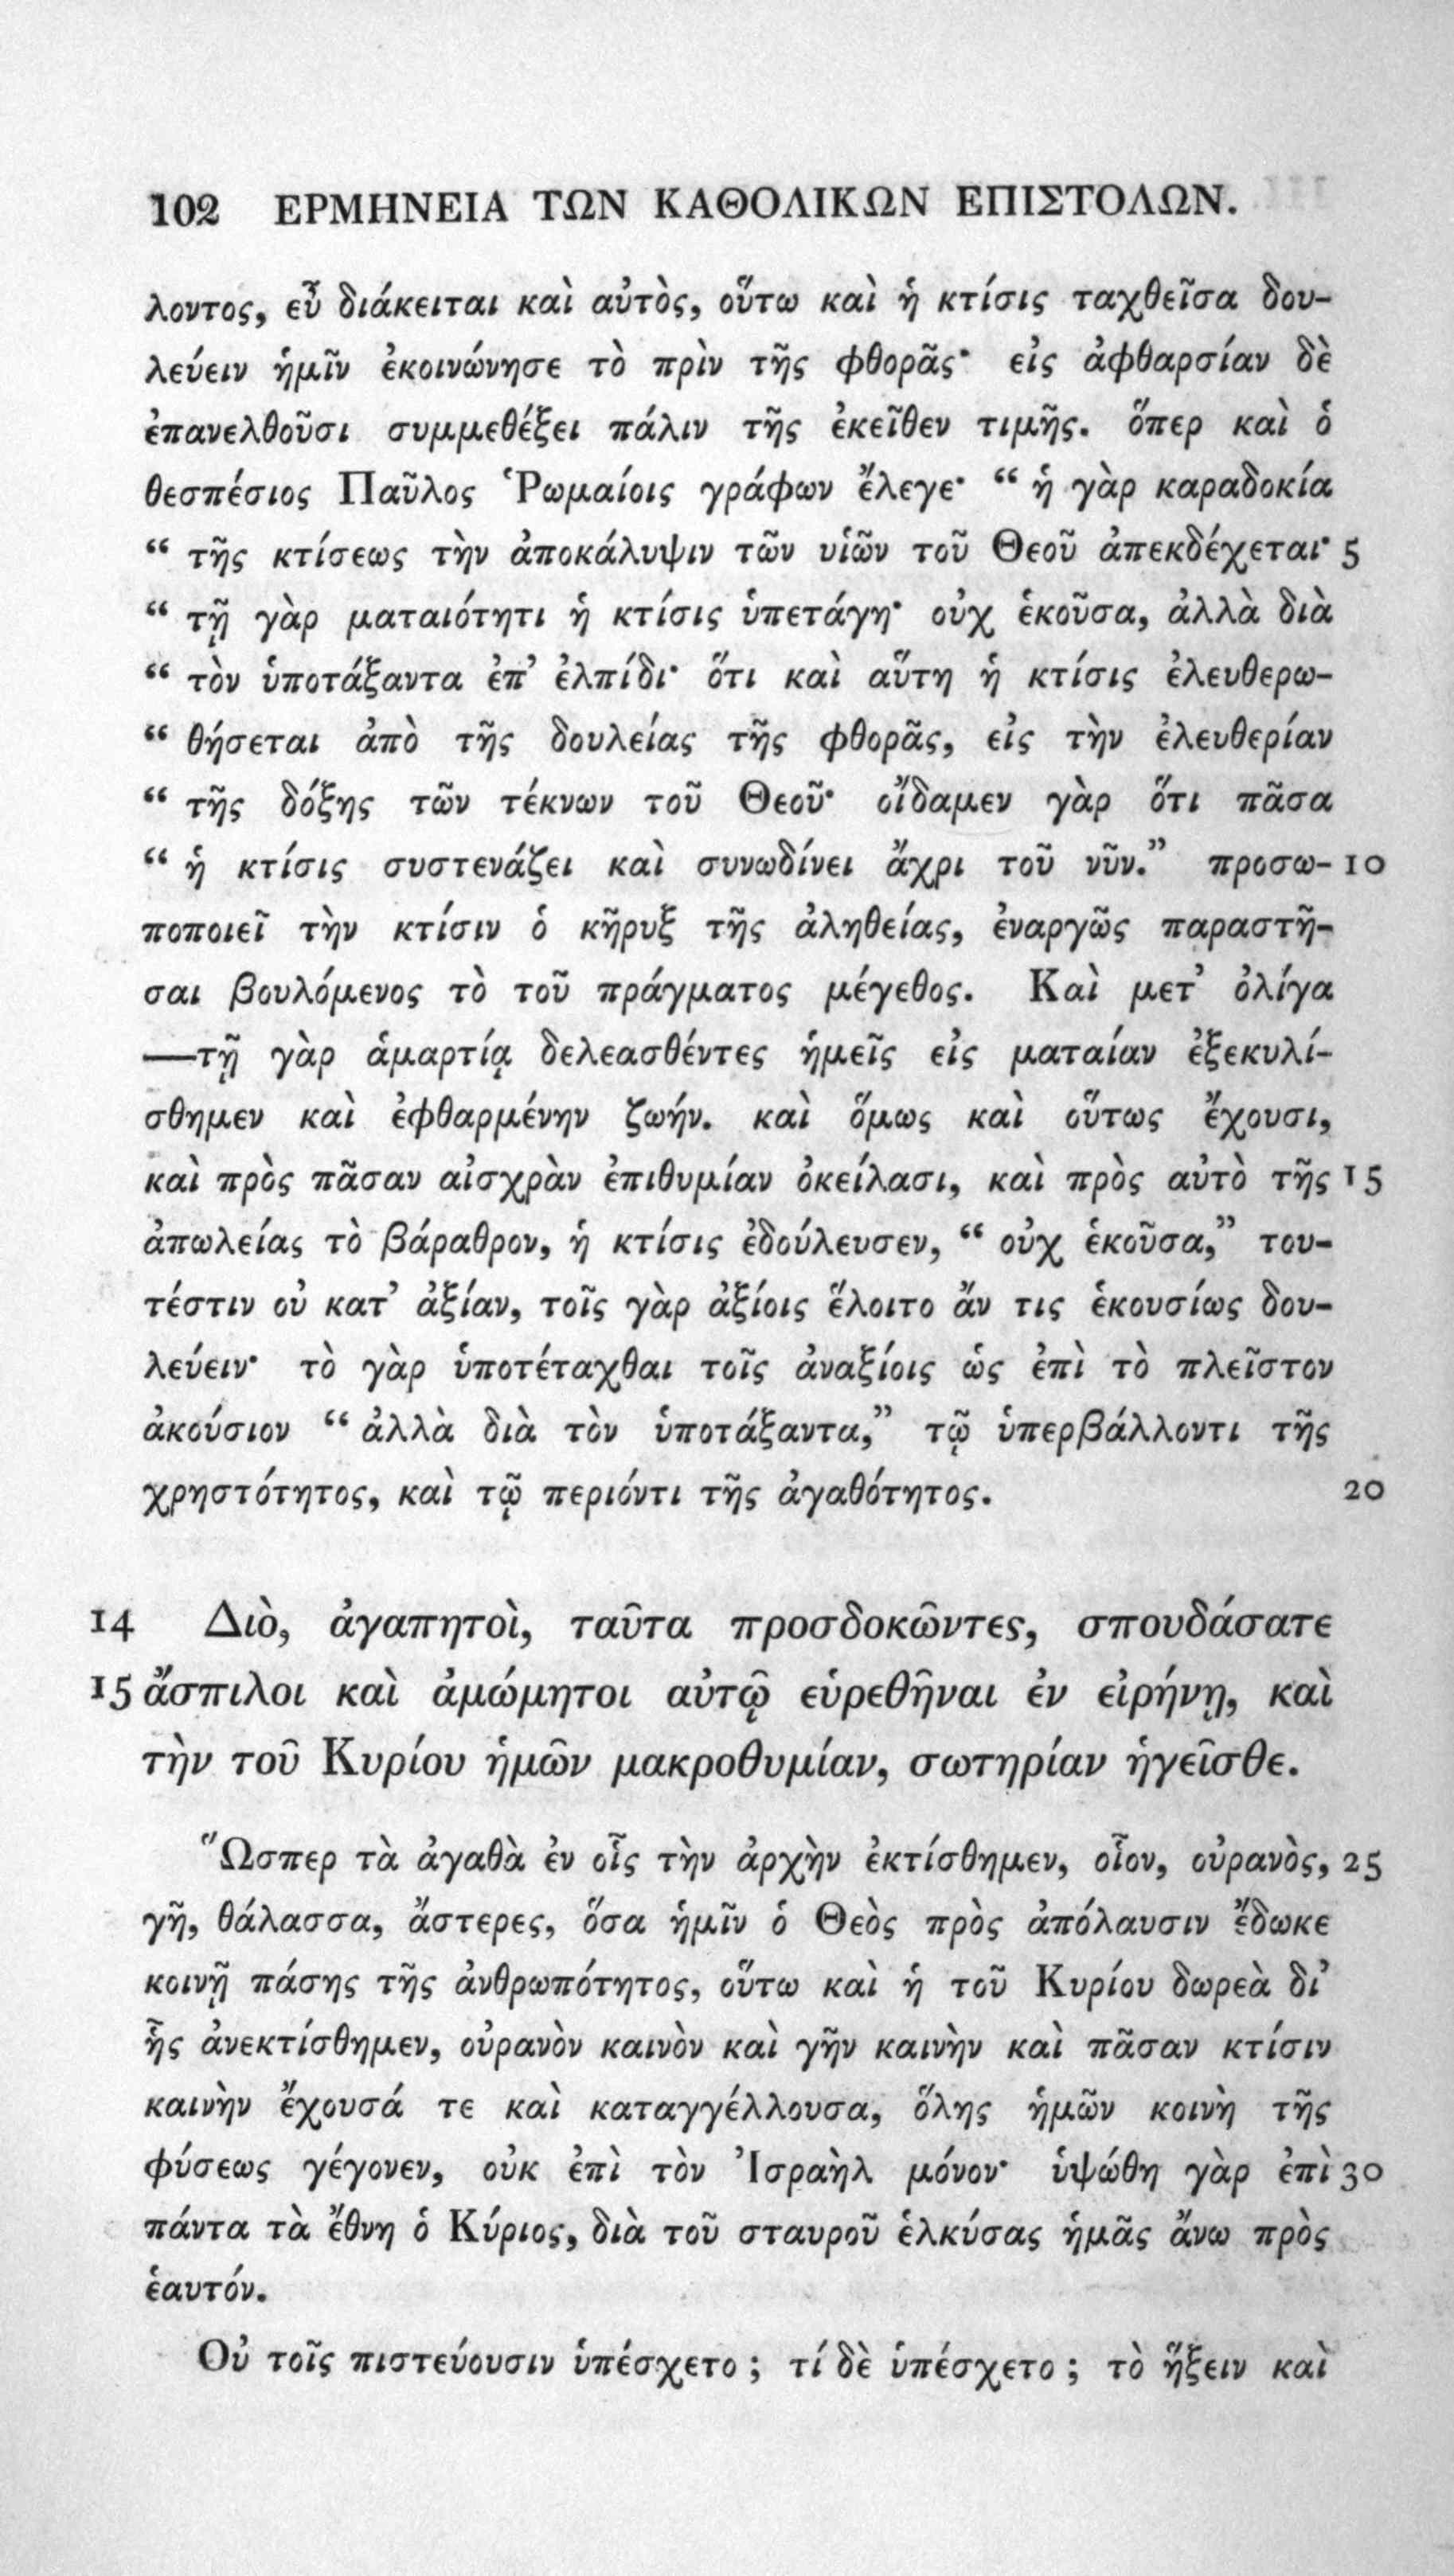 102 ΕΡΜΗΝΕΙΑ ΤΩΝ ΚΑΘΟΛΙΚΩΝ ΕΠΙΣΤΟΛΩΝ.
λοντος, εὖ διάκειται καὶ αὐτὸς, οὕτω καὶ ἡ κτίσις ταχθεῖσα δου-
λεύειν ἡμῖν ἐκοινώνησε τὸ πρὶν τῆς φθορᾶς· εἰς ἀφθαρσίαν δὲ
ἐπανελθοῦσι συμμεθέξει πάλιν τῆς ἐκεῖθεν τιμῆς. ὅπερ καὶ ὁ
θεσπέσιος Παῦλος Ῥωμαίοις γράφων ἔλεγε· “ ἡ γὰρ καραδοκία
“ τῆς κτίσεως τὴν ἀποκάλυψιν τῶν υἱῶν τοῦ Θεοῦ ἀπεκδέχεται· 5
“ τῇ γὰρ ματαιότητι ἡ κτίσις ὑπετάγη· οὐχ ἑκοῦσα, ἀλλὰ διὰ
“ τὸν ὑποτάξαντα ἐπ’ ἐλπίδι· ὅτι καὶ αὕτη ἡ κτίσις ἐλευθερω-
“ θήσεται ἀπὸ τῆς δουλείας τῆς φθορᾶς, εἰς τὴν ἐλευθερίαν
“ τῆς δόξης τῶν τέκνων τοῦ Θεοῦ· οἴδαμεν γὰρ ὅτι πᾶσα
“ ἡ κτίσις συστενάζει καὶ συνωδίνει ἄχρι τοῦ νῦν.” προσω- 10
ποποιεῖ τὴν κτίσιν ὁ κῆρυξ τῆς ἀληθείας, ἐναργῶς παραστῆ-
σαι βουλόμενος τὸ τοῦ πράγματος μέγεθος. Καὶ μετ’ ὀλίγα
—τῇ γὰρ ἁμαρτίᾳ δελεασθέντες ἡμεῖς εἰς ματαίαν ἐξεκυλί-
σθημεν καὶ ἐφθαρμένην ζωήν. καὶ ὅμως καὶ οὕτως ἔχουσι,
καὶ πρὸς πᾶσαν αἰσχρὰν ἐπιθυμίαν ὀκείλασι, καὶ πρὸς αὐτὸ τῆς 15
ἀπωλείας τὸ βάραθρον, ἡ κτίσις ἐδούλευσεν, “ οὐχ ἑκοῦσα,” του-
τέστιν οὐ κατ’ ἀξίαν, τοῖς γὰρ ἀξίοις ἕλοιτο ἄν τις ἑκουσίως δου-
λεύειν· τὸ γὰρ ὑποτέταχθαι τοῖς ἀναξίοις ὡς ἐπὶ τὸ πλεῖστον
ἀκούσιον “ ἀλλὰ διὰ τὸν ὑποτάξαντα,” τῷ ὑπερβάλλοντι τῆς
χρηστότητος, καὶ τῷ περιόντι τῆς ἀγαθότητος. 20
14 Διὸ, ἀγαπητοὶ, ταῦτα προσδοκῶντες, σπουδάσατε
15 ἄσπιλοι καὶ ἀμώμητοι αὐτῷ εὑρεθῆναι ἐν εἰρήνῃ, καὶ
τὴν τοῦ Κυρίου ἡμῶν μακροθυμίαν, σωτηρίαν ἡγεῖσθε.
Ὥσπερ τὰ ἀγαθὰ ἐν οἷς τὴν ἀρχὴν ἐκτίσθημεν, οἷον, οὐρανὸς, 25
γῆ, θάλασσα, ἄστερες, ὅσα ἡμῖν ὁ Θεὸς πρὸς ἀπόλαυσιν ἔδωκε
κοινῇ πάσης τῆς ἀνθρωπότητος, οὕτω καὶ ἡ τοῦ Κυρίου δωρεὰ δι’
ἧς ἀνεκτίσθημεν, οὐρανὸν καινὸν καὶ γῆν καινὴν καὶ πᾶσαν κτίσιν
καινὴν ἔχουσά τε καὶ καταγγέλλουσα, ὅλης ἡμῶν κοινὴ τῆς
φύσεως γέγονεν, οὐκ ἐπὶ τὸν Ἰσραὴλ μόνον· ὑψώθη γὰρ ἐπὶ 30
πάντα τὰ ἔθνη ὁ Κύριος, διὰ τοῦ σταυροῦ ἑλκύσας ἡμᾶς ἄνω πρὸς
ἑαυτόν.
Οὐ τοῖς πιστεύουσιν ὑπέσχετο ; τί δὲ ὑπέσχετο ; τὸ ἥξειν καὶ